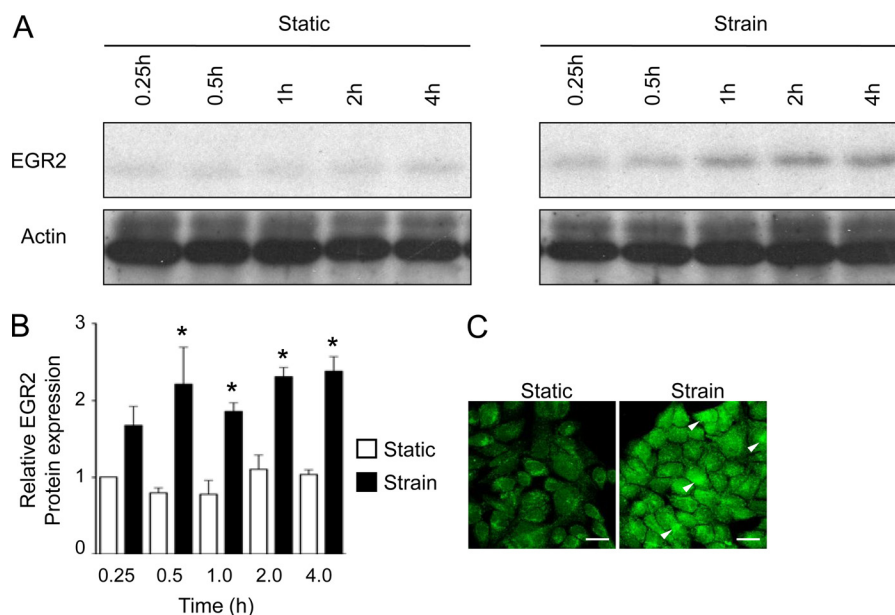 A
Static
Strain
0.25h 0.5h 1h 2h 4h
0.25h 0.5h 1h 2h 4h
EGR2
Actin
B
Relative EGR2
Protein expression
3
2
1
0
* * * *
0.25 0.5 1.0 2.0 4.0
Time (h)
Static
Strain
C
Static
Strain